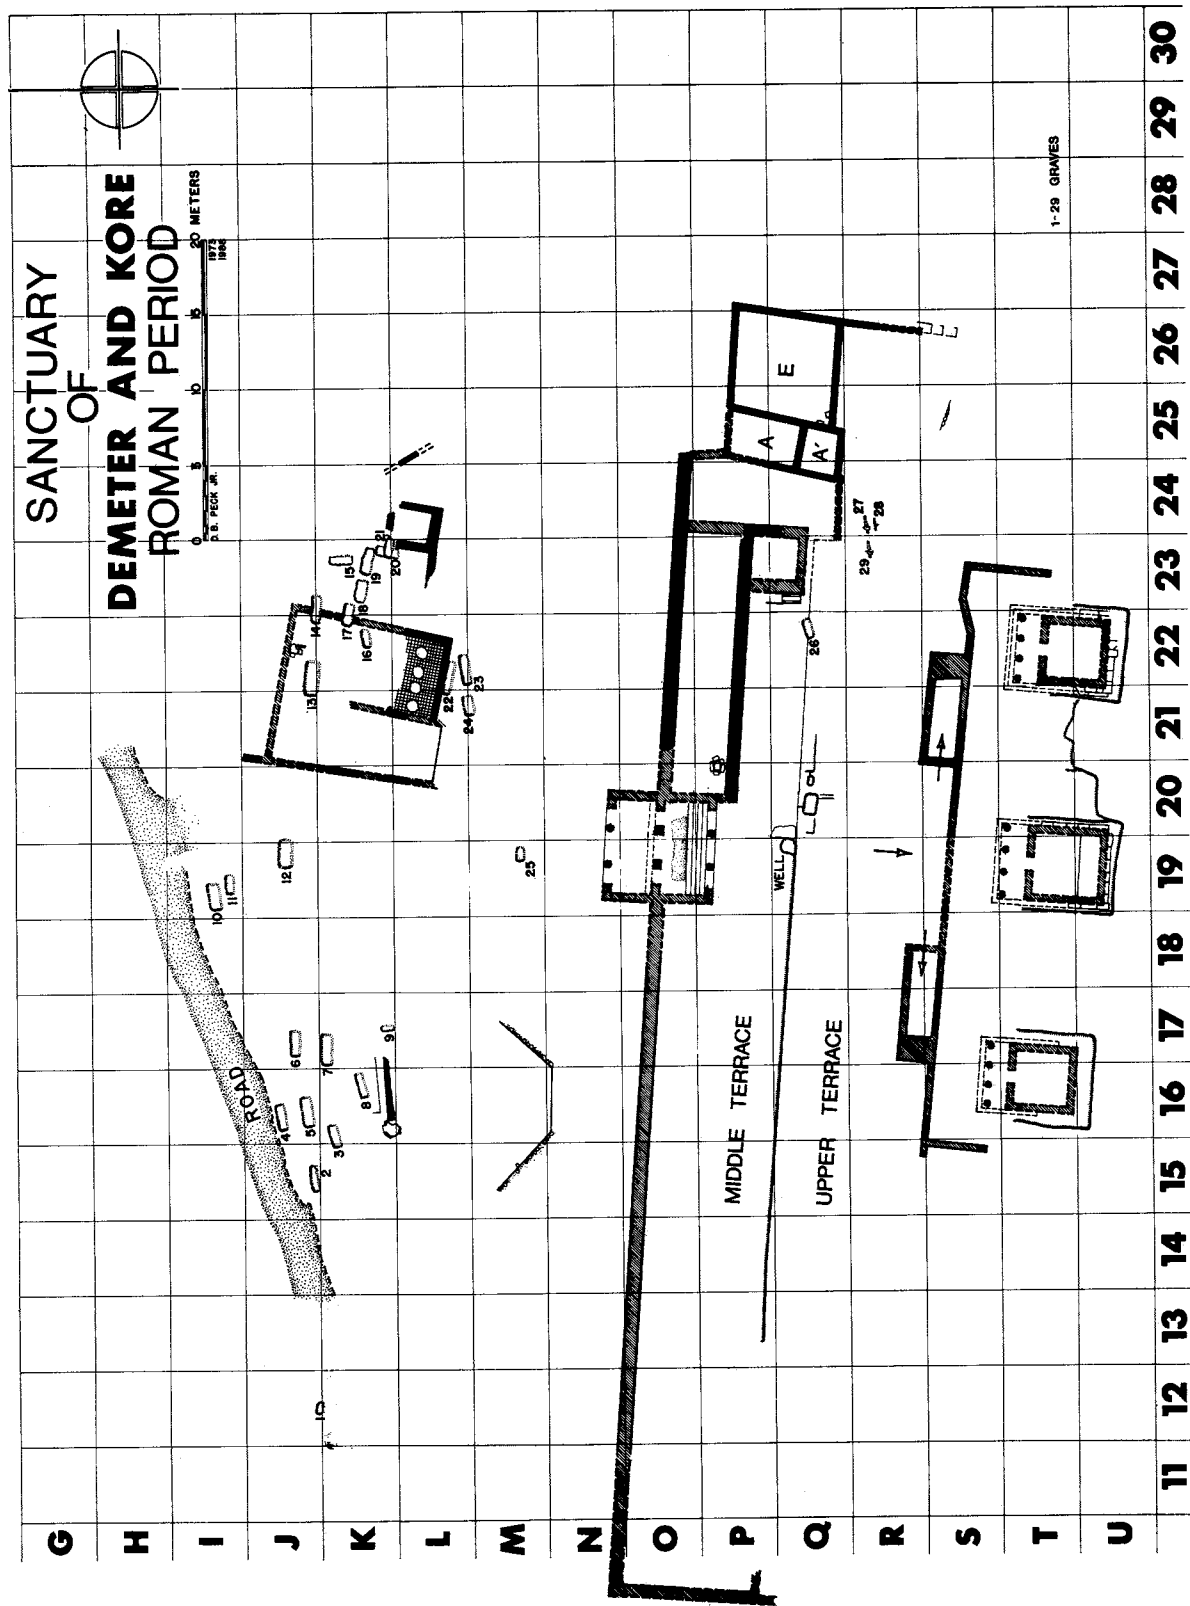 SANCTUARY
OF
DEMETER AND KORE
ROMAN PERIOD
0 5 10 15 20 METERS
D. B. PECK JR.
1973
1988
G
H
I
J
K
L
M
N
O
P
Q
R
S
T
U
11 12 13 14 15 16 17 18 19 20 21 22 23 24 25 26 27 28 29 30
ROAD
1
2
3
4
5
6
7
8
9
10
11
12
13
14
15
16
17
18
19
20
21
22
23
24
25
26
27
28
29
A
A'
E
WELL
MIDDLE TERRACE
UPPER TERRACE
1-29 GRAVES